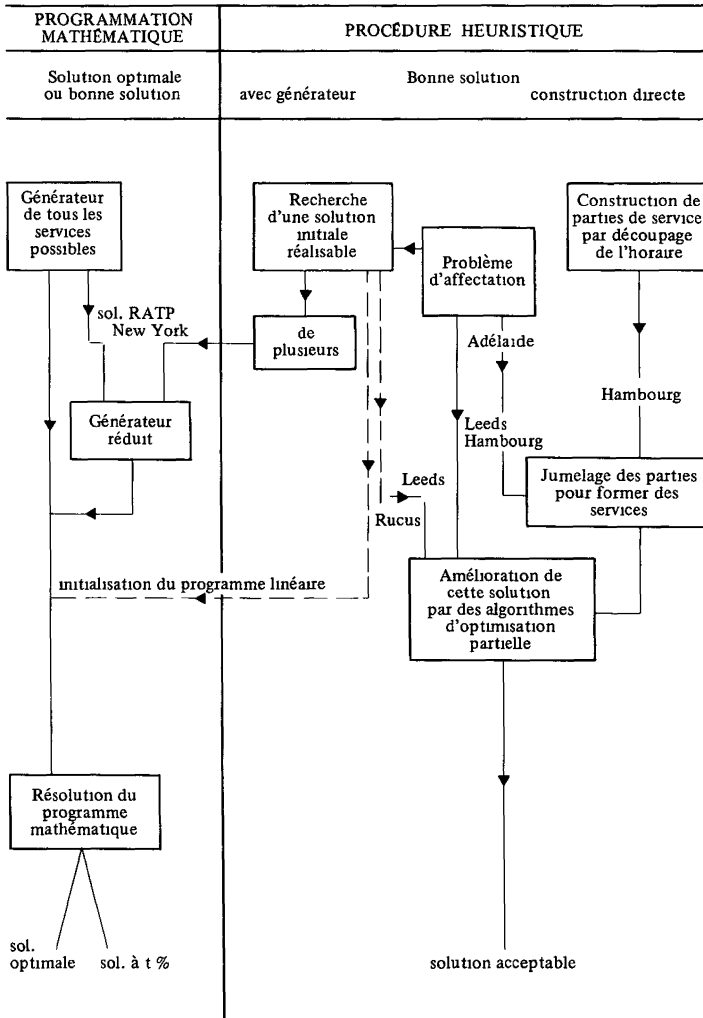 PROGRAMMATION
MATHÉMATIQUE
PROCÉDURE HEURISTIQUE
Solution optimale
ou bonne solution
Bonne solution
avec générateur
construction directe
Générateur
de tous les
services
possibles
Recherche
d'une solution
initiale
réalisable
Problème
d'affectation
Construction de
parties de service
par découpage
de l'horaire
sol. RATP
New York
de
plusieurs
Adélaide
Hambourg
Générateur
réduit
Leeds
Hambourg
Jumelage des parties
pour former des
services
Leeds
Rucus
initialisation du programme linéaire
Amélioration de
cette solution
par des algorithmes
d'optimisation
partielle
Résolution du
programme
mathématique
sol.
optimale
sol. à t %
solution acceptable